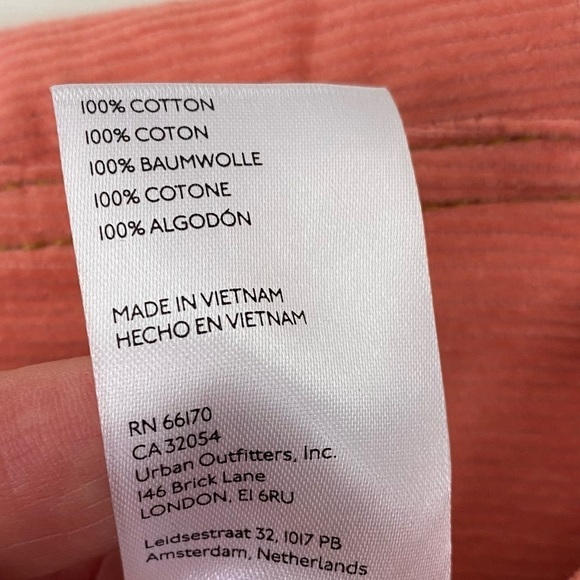 100% COTTON
100% COTON
100% BAUMWOLLE
100% COTONE
100% ALGODÓN
MADE IN VIETNAM
HECHO EN VIETNAM
RN 66170
CA 32054
Urban Outfitters, Inc.
146 Brick Lane
LONDON, E1 6RU
Leidsestraat 32, 1017 PB
Amsterdam, Netherlands